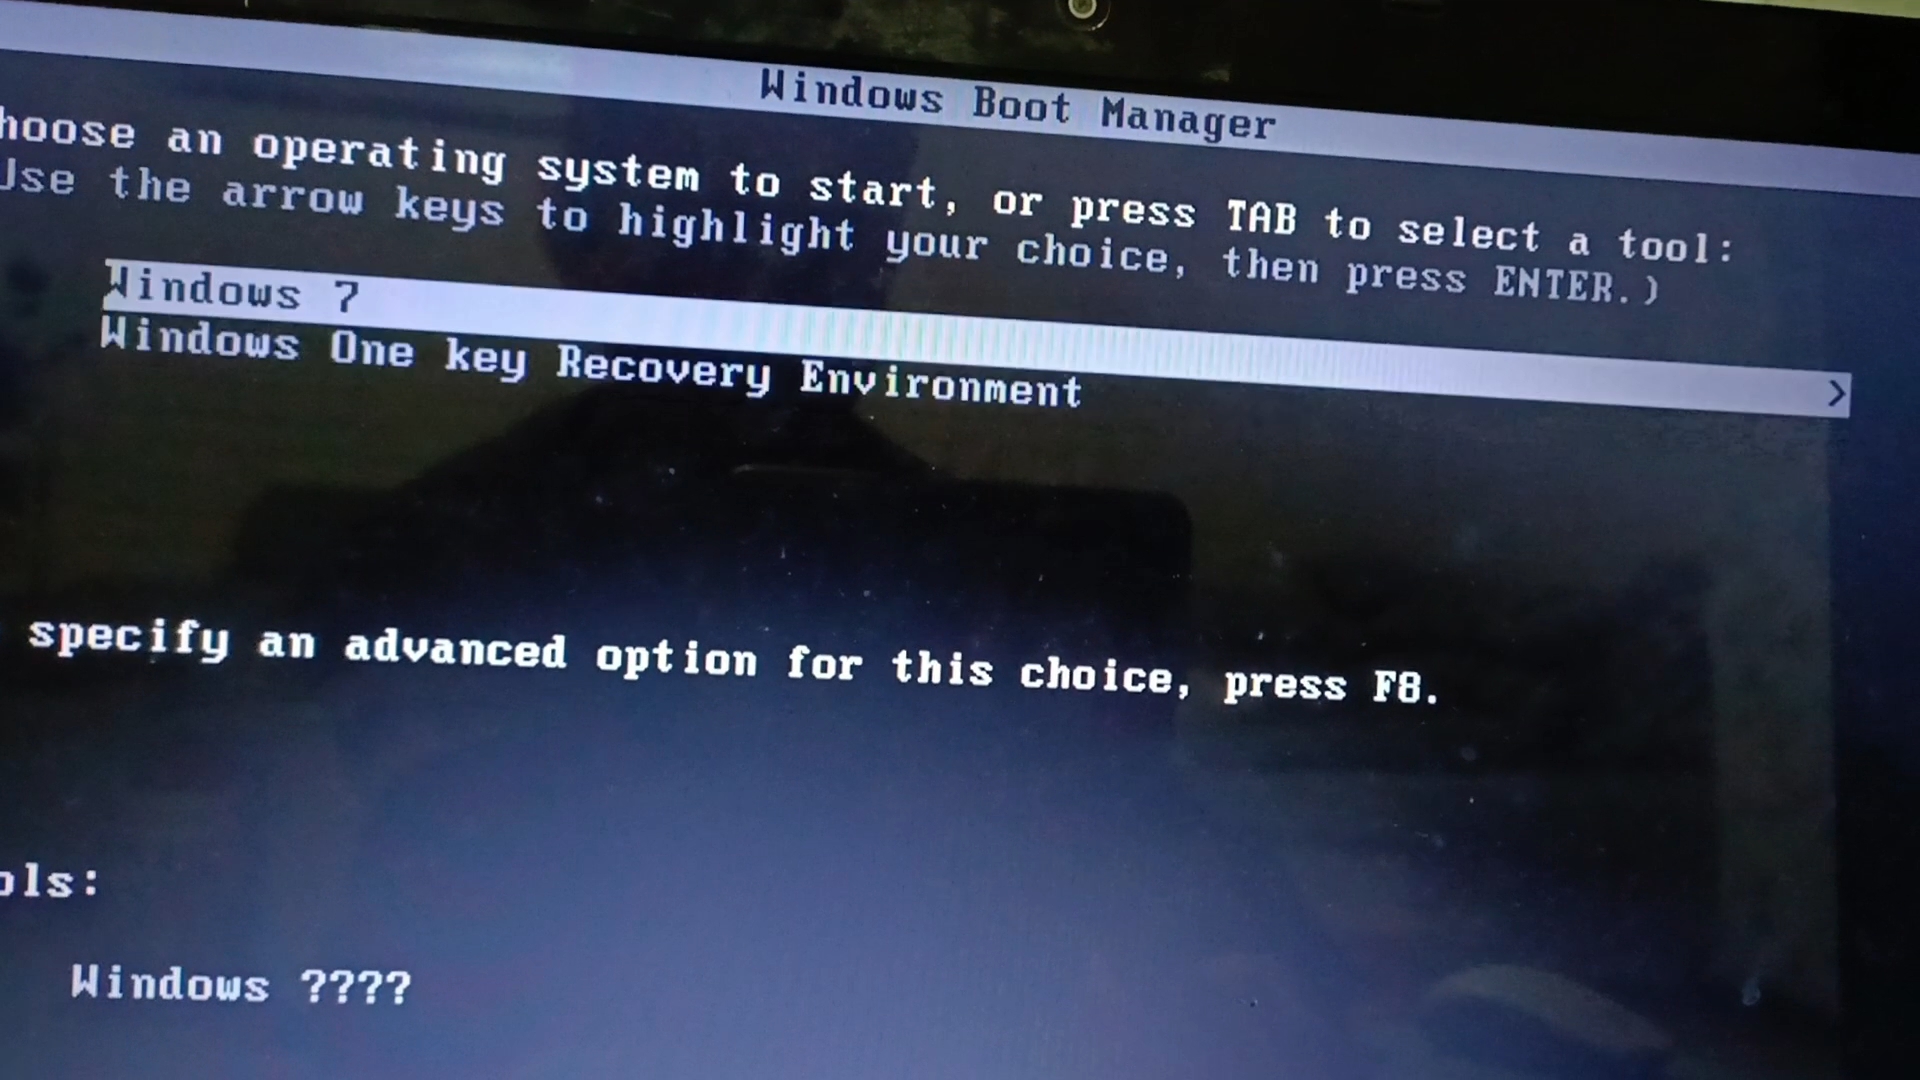 Windows Boot Manager
hoose an operating system to start, or press TAB to select a tool:
Use the arrow keys to highlight your choice, then press ENTER.)
Windows 7 >
Windows One key Recovery Environment
specify an advanced option for this choice, press F8.
ols:
Windows ????